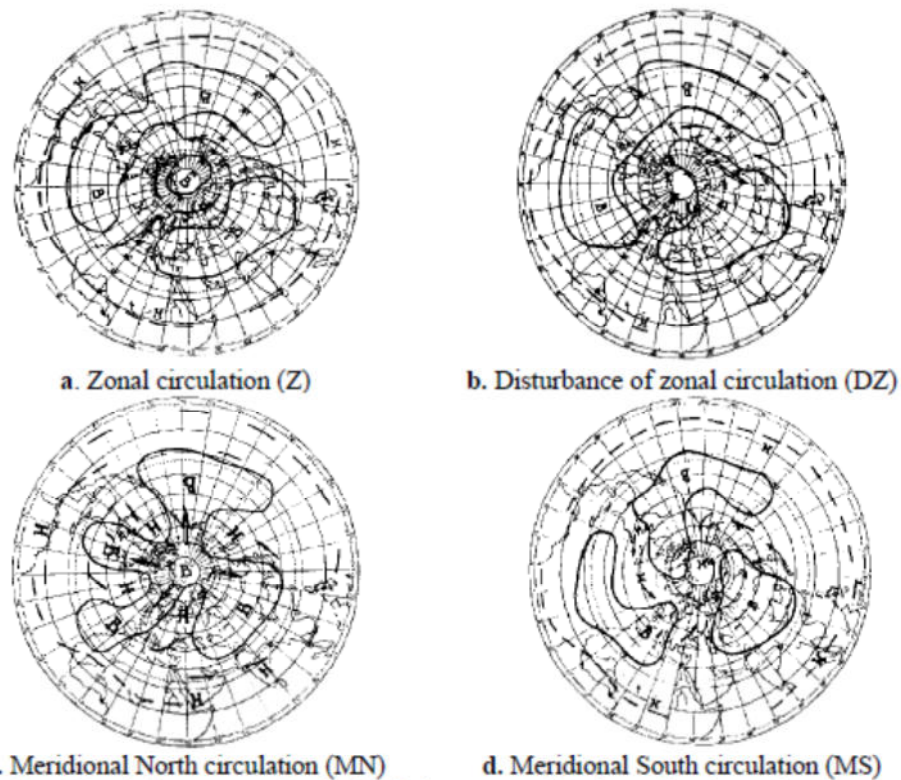 a. Zonal circulation (Z)
b. Disturbance of zonal circulation (DZ)
. Meridional North circulation (MN)
d. Meridional South circulation (MS)